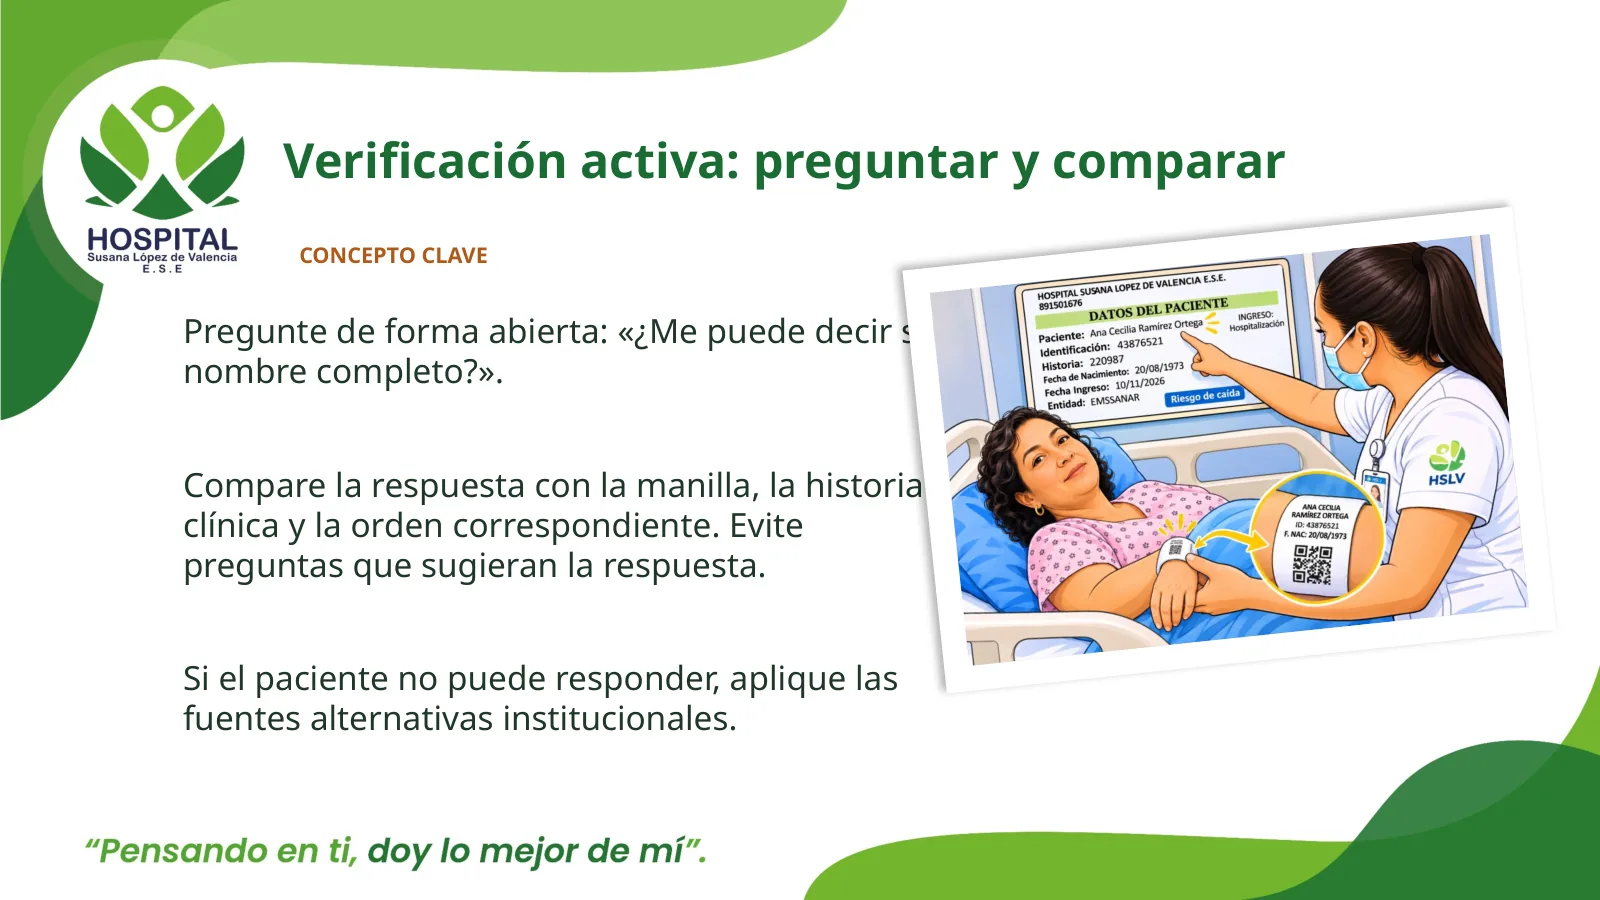 HOSPITAL
Susana López de Valencia
E.S.E
Verificación activa: preguntar y comparar
CONCEPTO CLAVE
Pregunte de forma abierta: «¿Me puede decir s
nombre completo?».
Compare la respuesta con la manilla, la historia
clínica y la orden correspondiente. Evite
preguntas que sugieran la respuesta.
Si el paciente no puede responder, aplique las
fuentes alternativas institucionales.
HOSPITAL SUSANA LOPEZ DE VALENCIA E.S.E.
891501676
DATOS DEL PACIENTE
Paciente: Ana Cecilia Ramírez Ortega
INGRESO:
Hospitalización
Identificación: 43876521
Historia: 220987
Fecha de Nacimiento: 20/08/1973
Fecha Ingreso: 10/11/2026
Entidad: EMSSANAR
Riesgo de caída
HSLV
ANA CECILIA
RAMÍREZ ORTEGA
ID: 43876521
F. NAC: 20/08/1973
“Pensando en ti, doy lo mejor de mí”.